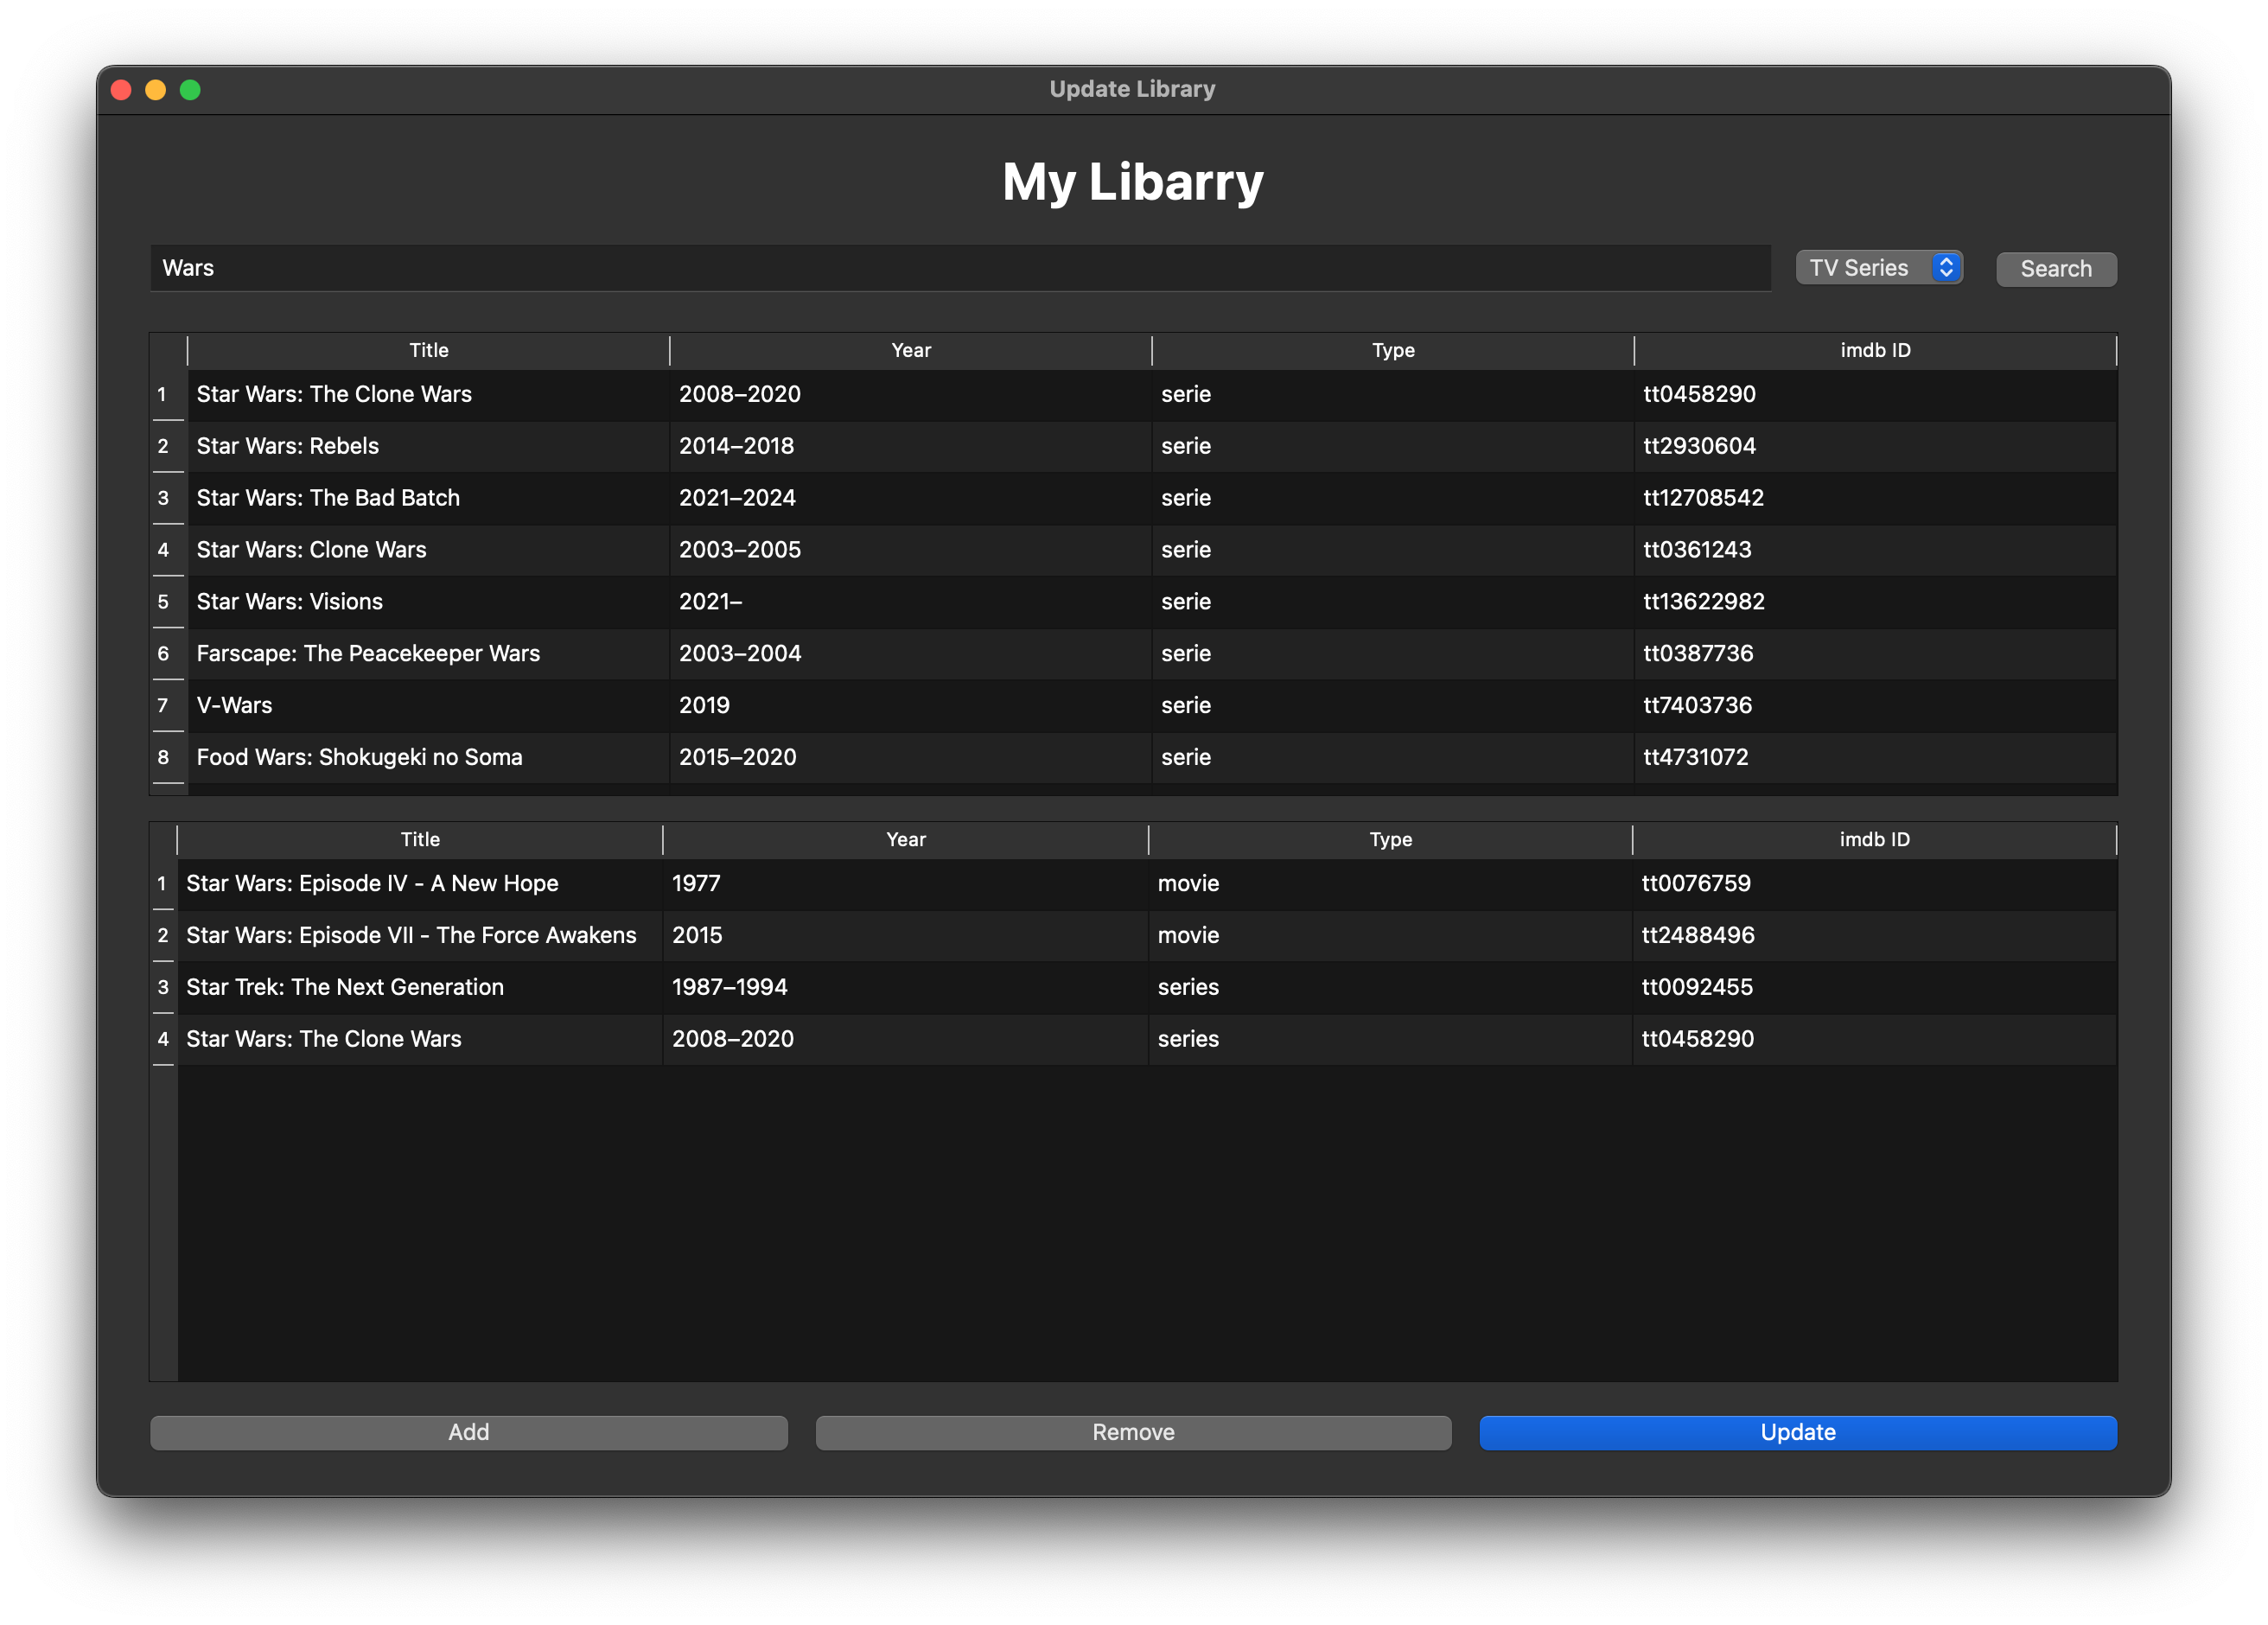 Update Library
My Libarry
Wars TV Series Search
Title Year Type imdb ID
1 Star Wars: The Clone Wars 2008–2020 serie tt0458290
2 Star Wars: Rebels 2014–2018 serie tt2930604
3 Star Wars: The Bad Batch 2021–2024 serie tt12708542
4 Star Wars: Clone Wars 2003–2005 serie tt0361243
5 Star Wars: Visions 2021– serie tt13622982
6 Farscape: The Peacekeeper Wars 2003–2004 serie tt0387736
7 V-Wars 2019 serie tt7403736
8 Food Wars: Shokugeki no Soma 2015–2020 serie tt4731072
Title Year Type imdb ID
1 Star Wars: Episode IV - A New Hope 1977 movie tt0076759
2 Star Wars: Episode VII - The Force Awakens 2015 movie tt2488496
3 Star Trek: The Next Generation 1987–1994 series tt0092455
4 Star Wars: The Clone Wars 2008–2020 series tt0458290
Add Remove Update